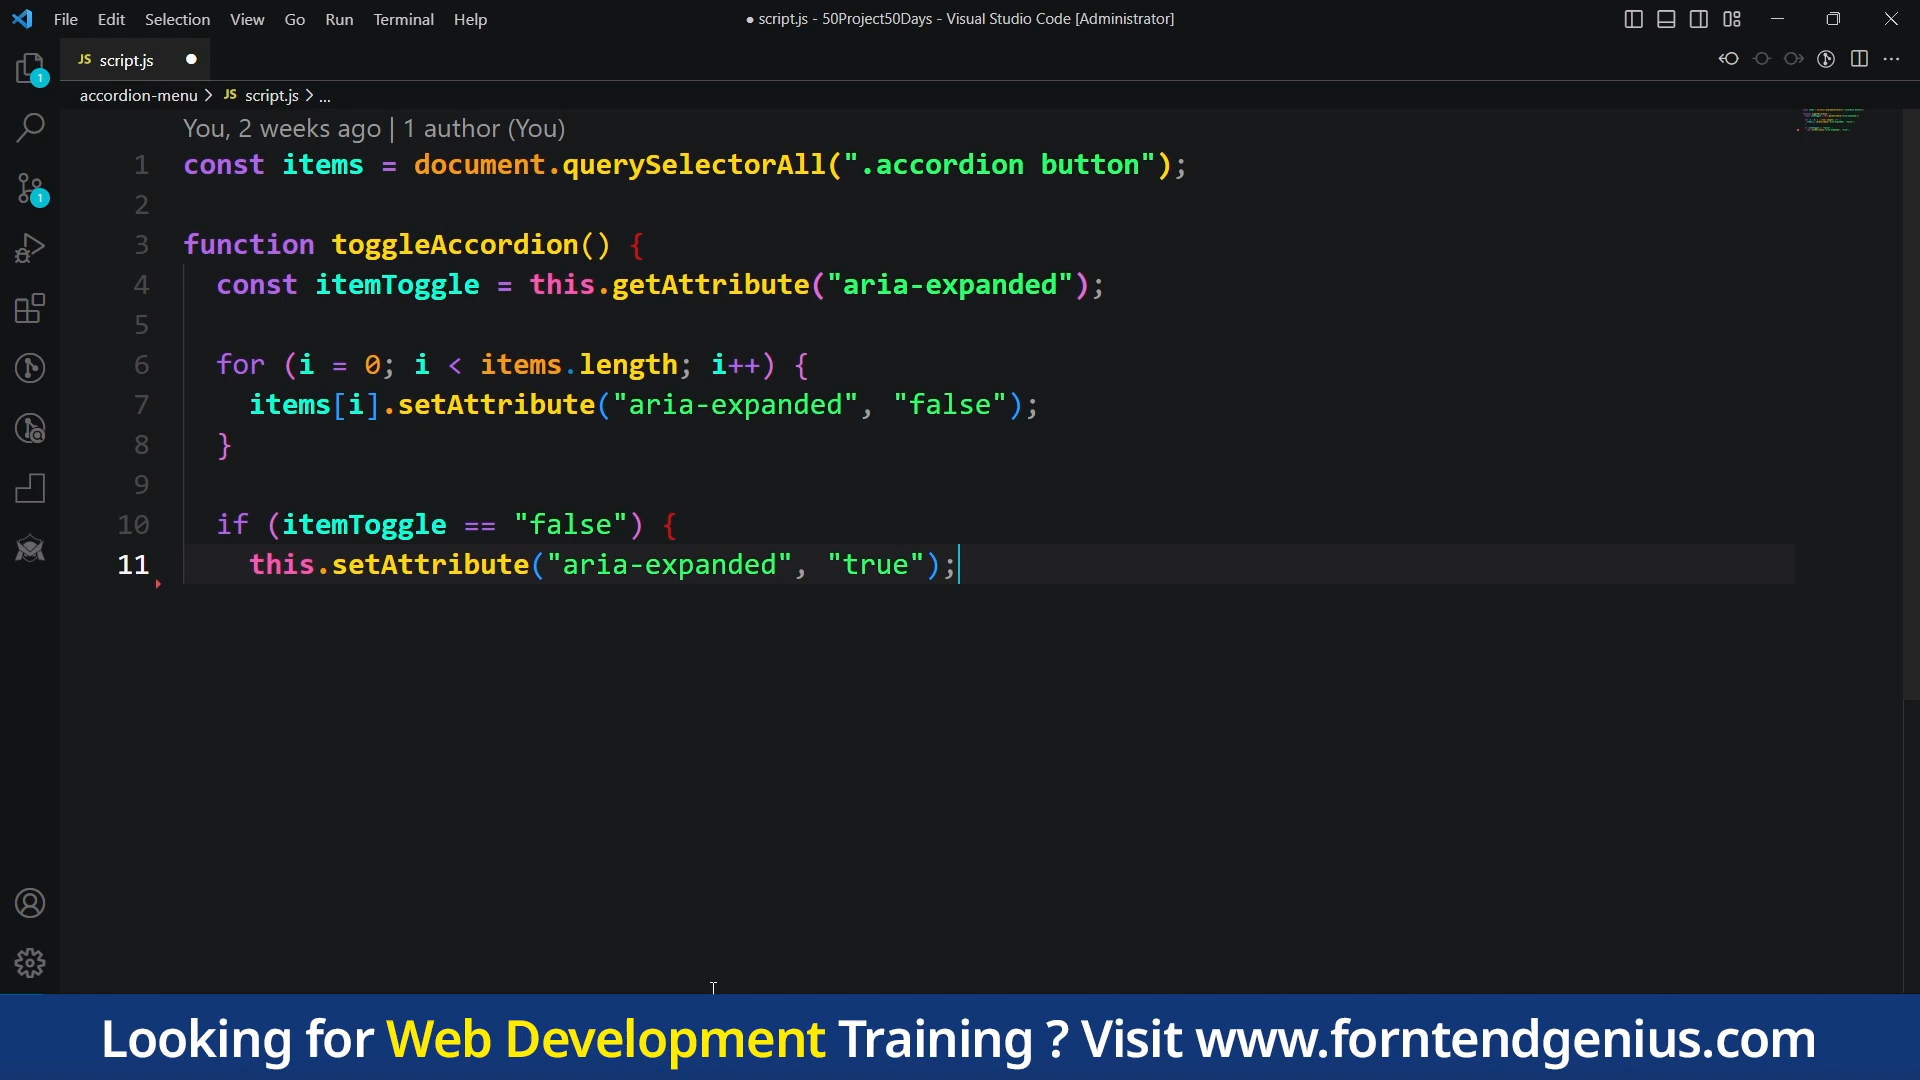 File Edit Selection View Go Run Terminal Help
● script.js - 50Project50Days - Visual Studio Code [Administrator]
JS script.js ●
accordion-menu > JS script.js > ...
You, 2 weeks ago | 1 author (You)
1 const items = document.querySelectorAll(".accordion button");
2
3 function toggleAccordion() {
4 const itemToggle = this.getAttribute("aria-expanded");
5
6 for (i = 0; i < items.length; i++) {
7 items[i].setAttribute("aria-expanded", "false");
8 }
9
10 if (itemToggle == "false") {
11 this.setAttribute("aria-expanded", "true");
1
1
Looking for Web Development Training ? Visit www.forntendgenius.com